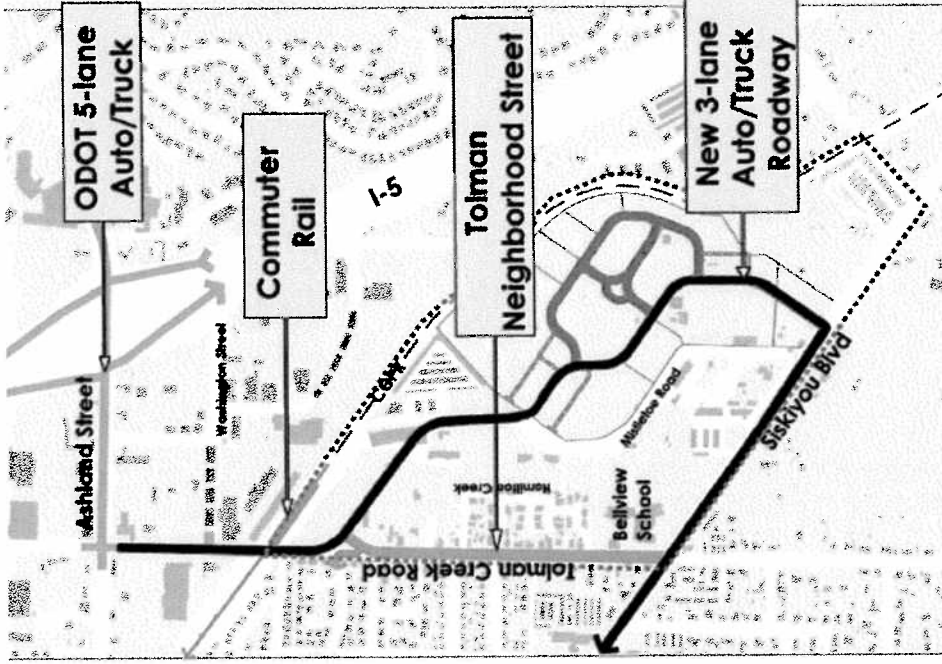 ODOT 5-lane
Auto/Truck
Ashland Street
Commuter
Rail
Washington Street
I-5
Tolman
Neighborhood Street
New 3-lane
Auto/Truck
Roadway
Hamilton Creek
Mistletoe Road
Bellview
School
Tolman Creek Road
Siskiyou Blvd